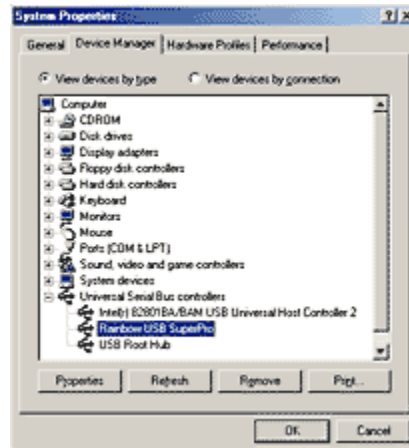 System Properties
General Device Manager Hardware Profiles Performance
View devices by type View devices by connection
Computer
CDROM
Disk drives
Display adapters
Floppy disk controllers
Hard disk controllers
Keyboard
Monitors
Mouse
Ports (COM & LPT)
Sound, video and game controllers
System devices
Universal Serial Bus controllers
Intel(r) 82801BA/BAM USB Universal Host Controller 2
Rainbow USB SuperPro
USB Root Hub
Properties Refresh Remove Print...
OK Cancel